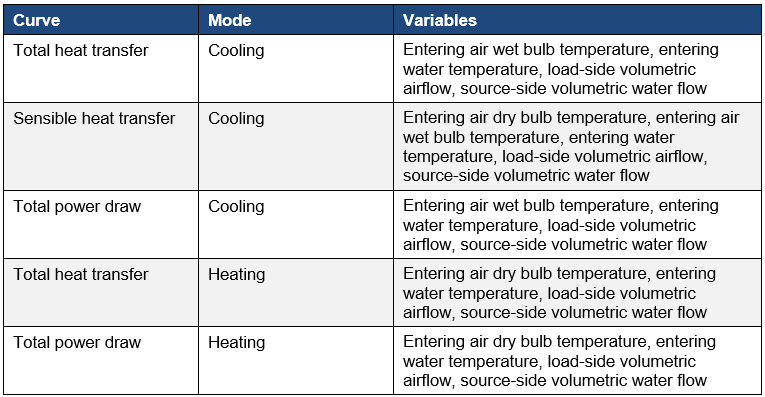 Curve Mode Variables
Total heat transfer Cooling Entering air wet bulb temperature, entering
water temperature, load-side volumetric
airflow, source-side volumetric water flow
Sensible heat transfer Cooling Entering air dry bulb temperature, entering air
wet bulb temperature, entering water
temperature, load-side volumetric airflow,
source-side volumetric water flow
Total power draw Cooling Entering air wet bulb temperature, entering
water temperature, load-side volumetric
airflow, source-side volumetric water flow
Total heat transfer Heating Entering air dry bulb temperature, entering
water temperature, load-side volumetric
airflow, source-side volumetric water flow
Total power draw Heating Entering air dry bulb temperature, entering
water temperature, load-side volumetric
airflow, source-side volumetric water flow